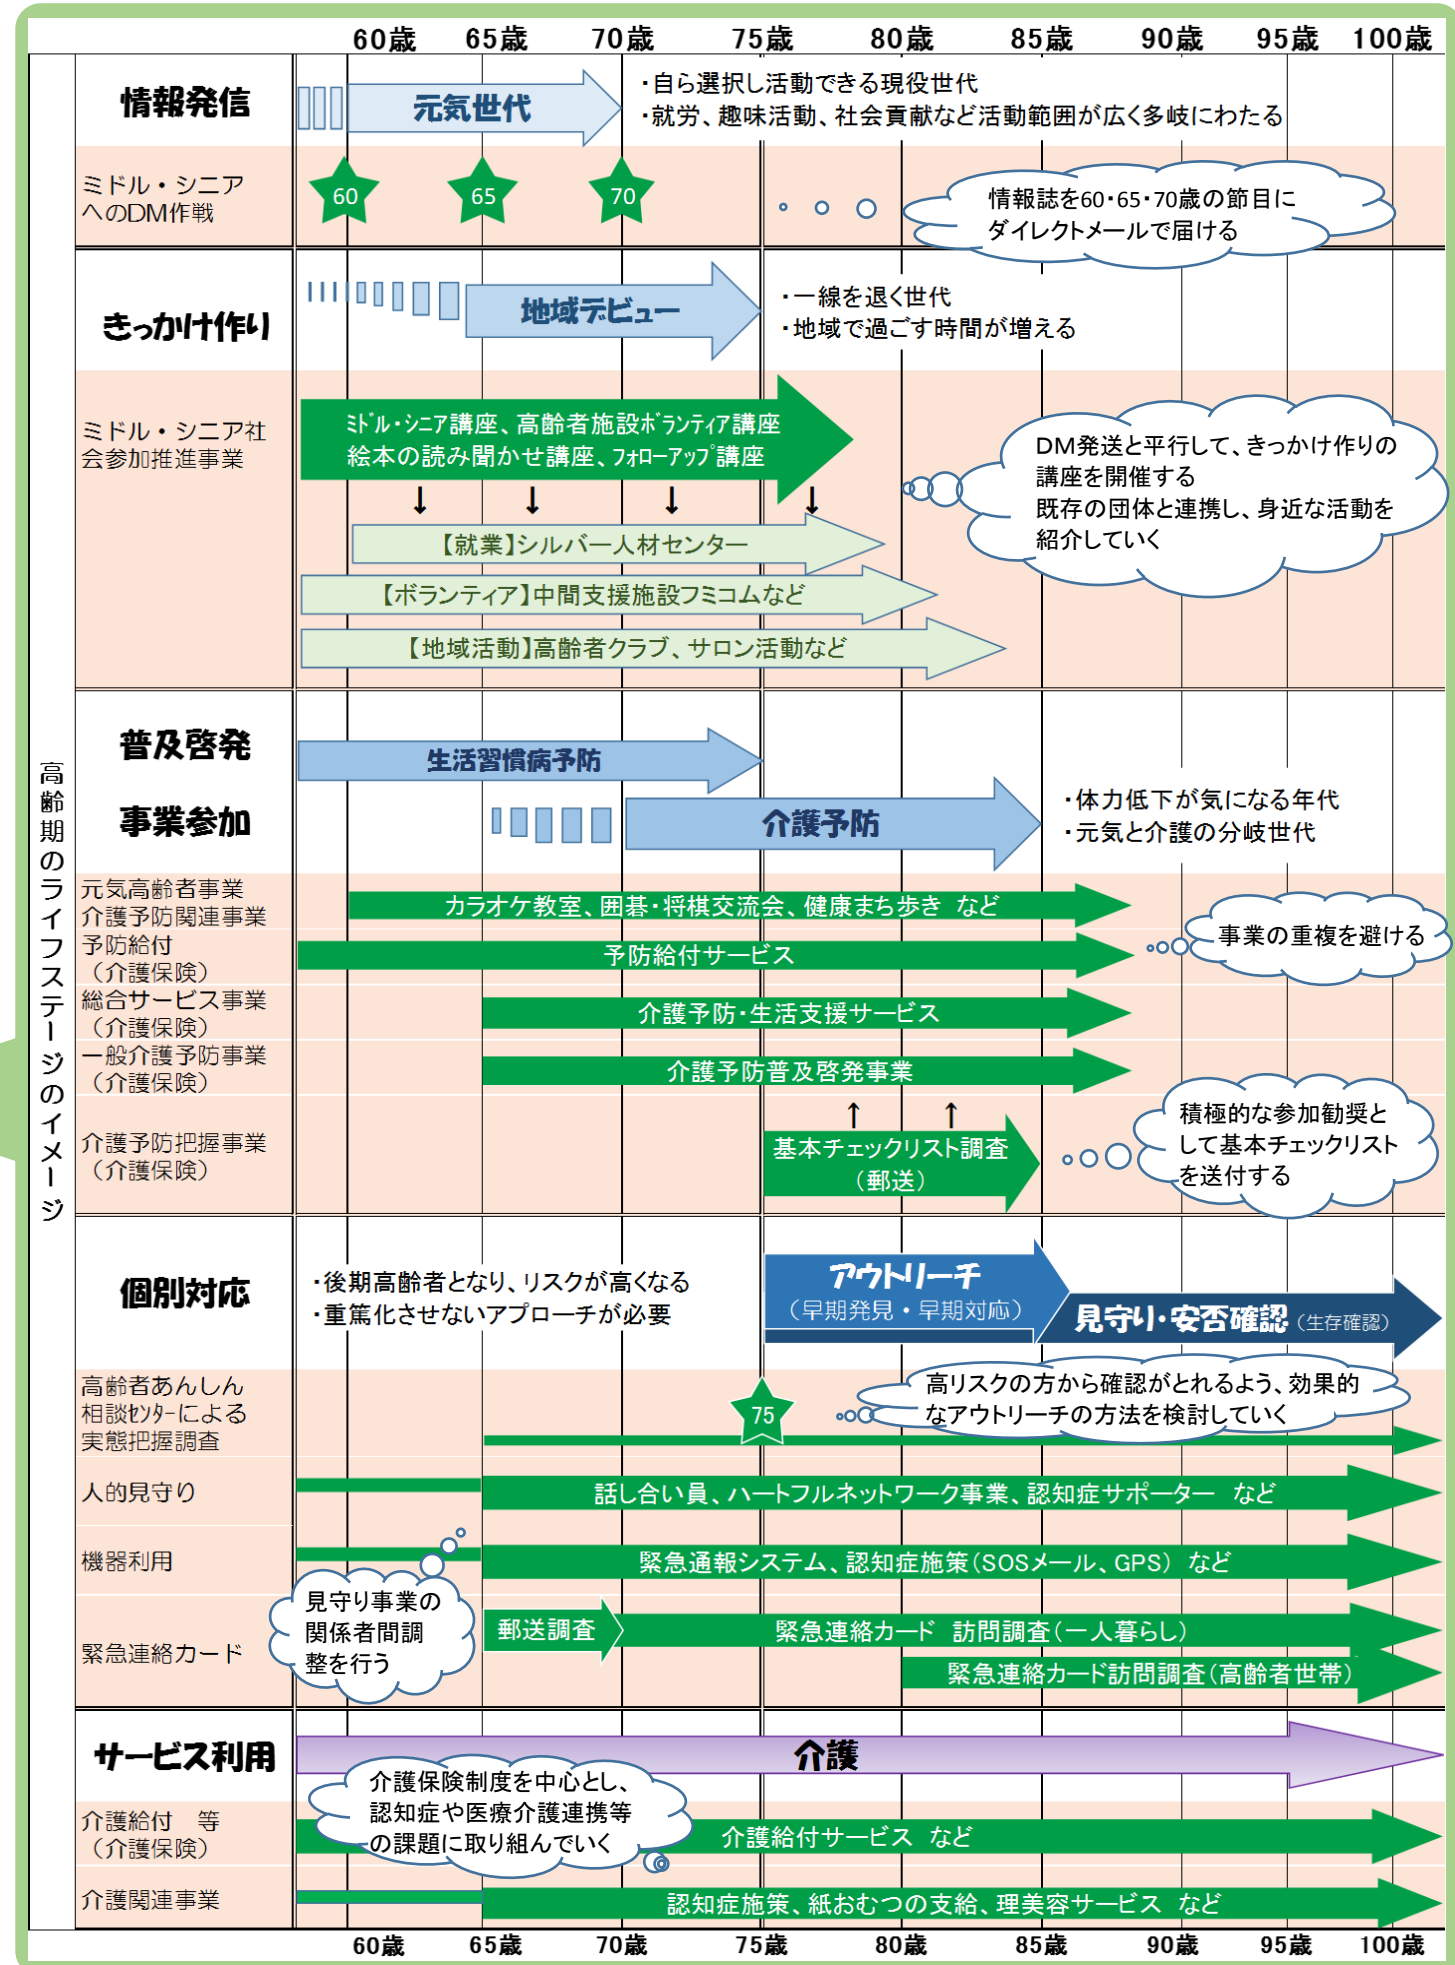 60歳 65歳 70歳 75歳 80歳 85歳 90歳 95歳 100歳
高齢期のライフステージのイメージ
情報発信
元気世代
・自ら選択し活動できる現役世代
・就労、趣味活動、社会貢献など活動範囲が広く多岐にわたる
ミドル・シニア
へのDM作戦
60
65
70
情報誌を60・65・70歳の節目に
ダイレクトメールで届ける
きっかけ作り
地域デビュー
・一線を退く世代
・地域で過ごす時間が増える
ミドル・シニア社
会参加推進事業
ミドル・シニア講座、高齢者施設ボランティア講座
絵本の読み聞かせ講座、フォローアップ講座
↓ ↓ ↓ ↓
【就業】シルバー人材センター
【ボランティア】中間支援施設フミコムなど
【地域活動】高齢者クラブ、サロン活動など
DM発送と平行して、きっかけ作りの
講座を開催する
既存の団体と連携し、身近な活動を
紹介していく
普及啓発
事業参加
生活習慣病予防
介護予防
・体力低下が気になる年代
・元気と介護の分岐世代
元気高齢者事業
介護予防関連事業
カラオケ教室、囲碁・将棋交流会、健康まち歩き など
予防給付
（介護保険）
予防給付サービス
事業の重複を避ける
総合サービス事業
（介護保険）
介護予防・生活支援サービス
一般介護予防事業
（介護保険）
介護予防普及啓発事業
↑ ↑
介護予防把握事業
（介護保険）
基本チェックリスト調査
（郵送）
積極的な参加勧奨と
して基本チェックリスト
を送付する
個別対応
・後期高齢者となり、リスクが高くなる
・重篤化させないアプローチが必要
アウトリーチ
（早期発見・早期対応）
見守り・安否確認（生存確認）
高齢者あんしん
相談センターによる
実態把握調査
75
高リスクの方から確認がとれるよう、効果的
なアウトリーチの方法を検討していく
人的見守り
話し合い員、ハートフルネットワーク事業、認知症サポーター など
機器利用
緊急通報システム、認知症施策（SOSメール、GPS） など
見守り事業の
関係者間調
整を行う
緊急連絡カード
郵送調査
緊急連絡カード 訪問調査（一人暮らし）
緊急連絡カード訪問調査（高齢者世帯）
サービス利用
介護
介護保険制度を中心とし、
認知症や医療介護連携等
の課題に取り組んでいく
介護給付 等
（介護保険）
介護給付サービス など
介護関連事業
認知症施策、紙おむつの支給、理美容サービス など
60歳 65歳 70歳 75歳 80歳 85歳 90歳 95歳 100歳